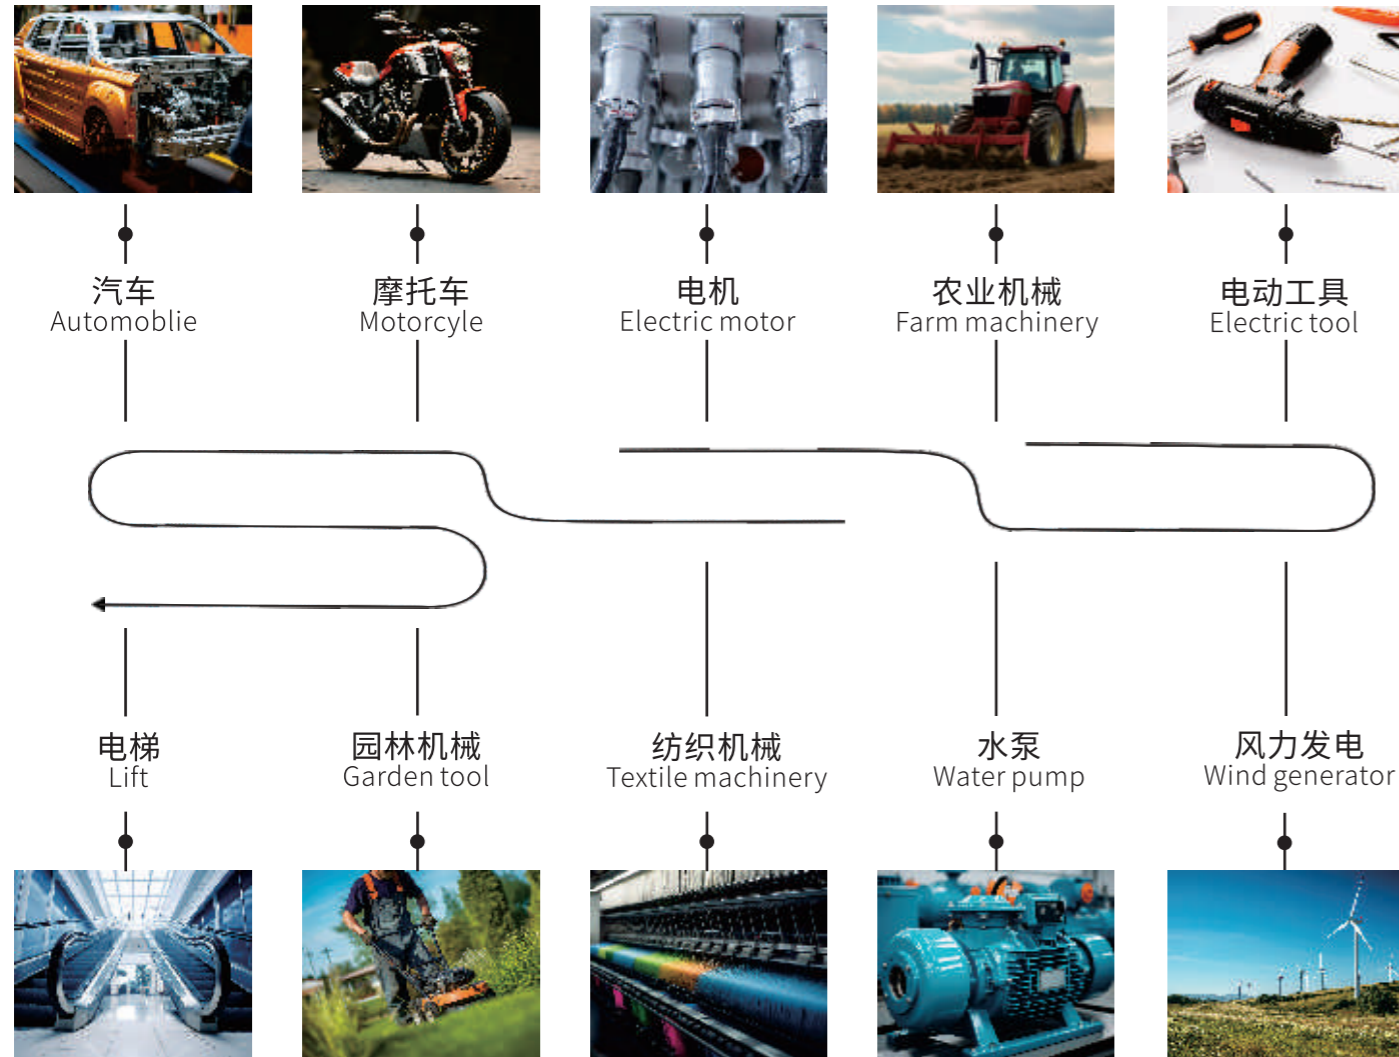 汽车
Automoblie
摩托车
Motorcyle
电机
Electric motor
农业机械
Farm machinery
电动工具
Electric tool
电梯
Lift
园林机械
Garden tool
纺织机械
Textile machinery
水泵
Water pump
风力发电
Wind generator